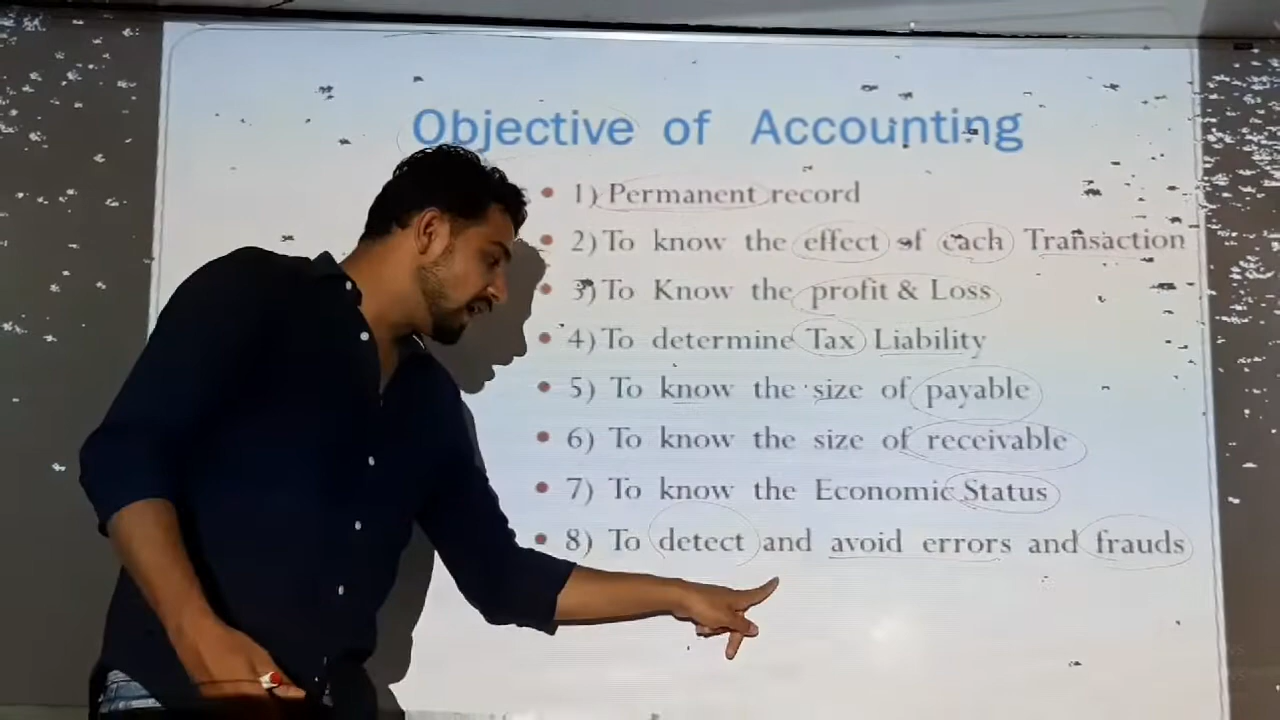 Objective of Accounting
1) Permanent record
2) To know the effect of each Transaction
3) To Know the profit & Loss
4) To determine Tax Liability
5) To know the size of payable
6) To know the size of receivable
7) To know the Economic Status
8) To detect and avoid errors and frauds